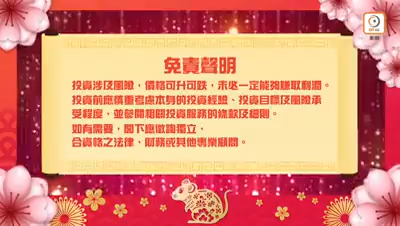 免責聲明
投資涉及風險，價格可升可跌，未必一定能夠賺取利潤。
投資前應慎重考慮本身的投資經驗、投資目標及風險承
受程度，並參閱相關投資服務的條款及細則。
如有需要，閣下應徵詢獨立、
合資格之法律、財務或其他專業顧問。